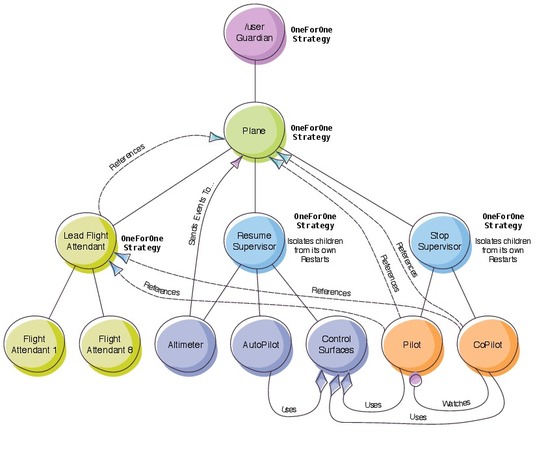 /user
Guardian
OneForOne
Strategy
Plane
OneForOne
Strategy
References
Sends Events To...
Lead Flight
Attendant
OneForOne
Strategy
Resume
Supervisor
OneForOne
Strategy
Isolates children
from its own
Restarts
Stop
Supervisor
OneForOne
Strategy
Isolates children
from its own
Restarts
References
References
References
References
Flight
Attendant 1
Flight
Attendant 8
Altimeter
AutoPilot
Control
Surfaces
Pilot
CoPilot
Uses
Uses
Watches
Uses